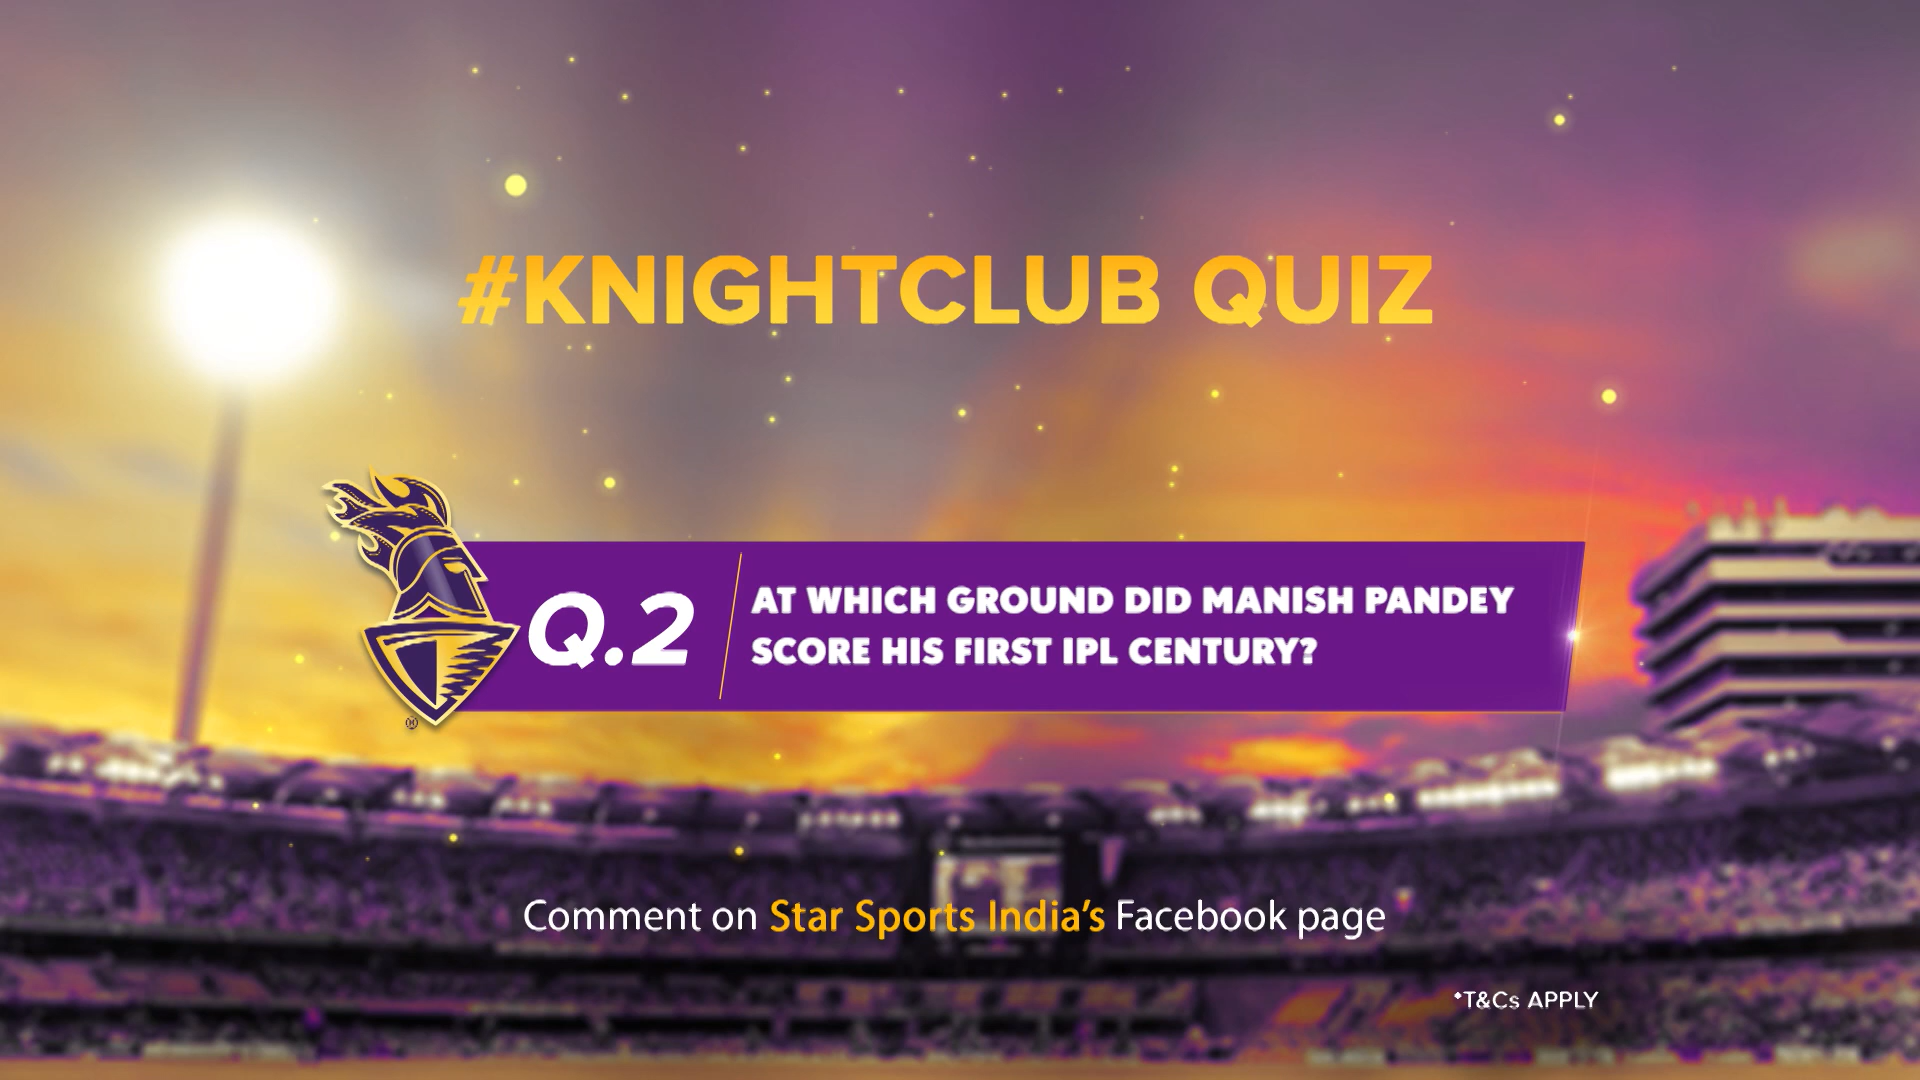 #KNIGHTCLUB QUIZ
Q.2
AT WHICH GROUND DID MANISH PANDEY
SCORE HIS FIRST IPL CENTURY?
Comment on Star Sports India's Facebook page
*T&Cs APPLY